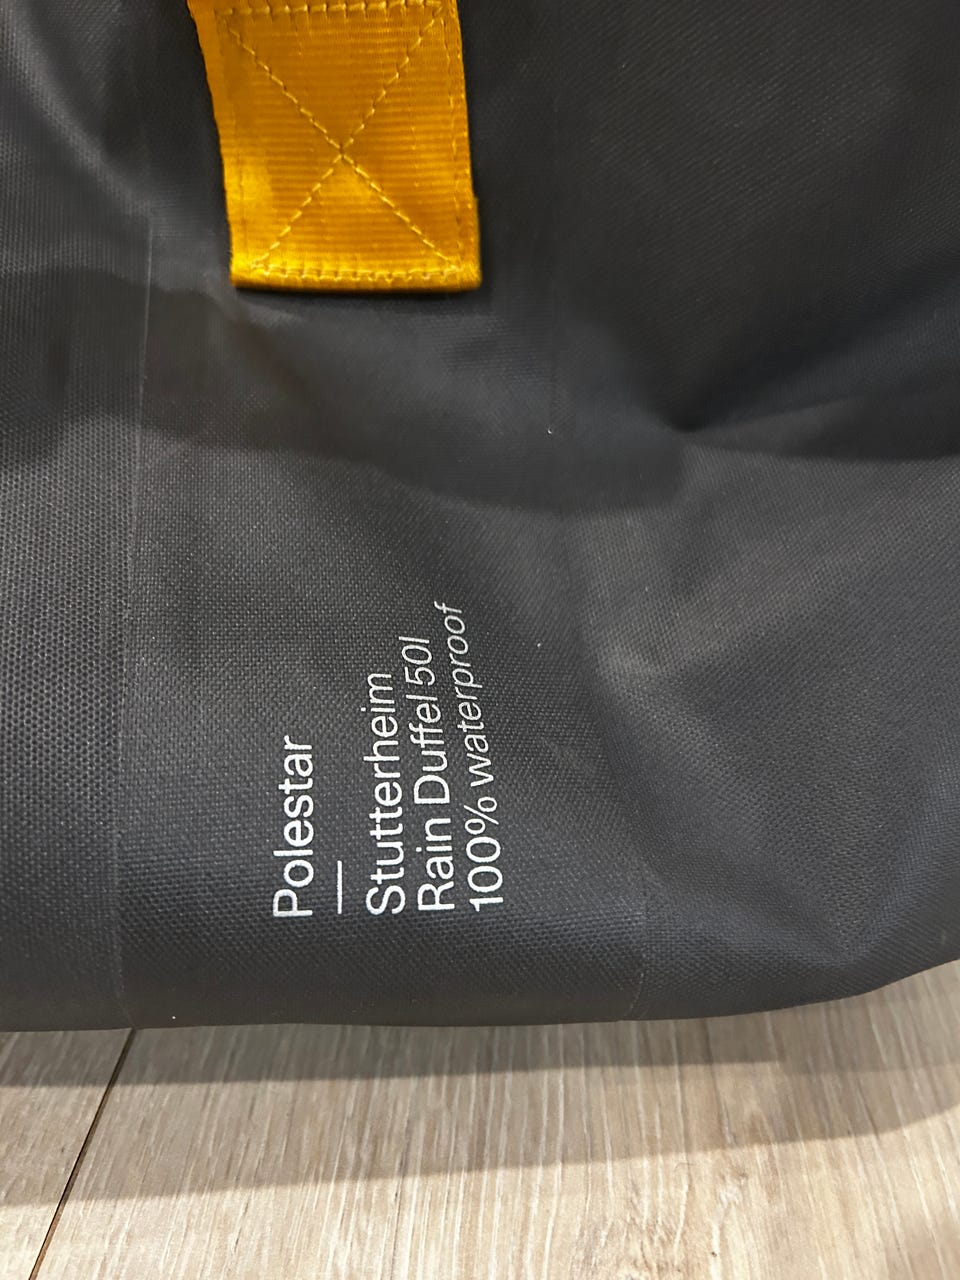 Polestar
Stutterheim
Rain Duffel 50l
100% waterproof